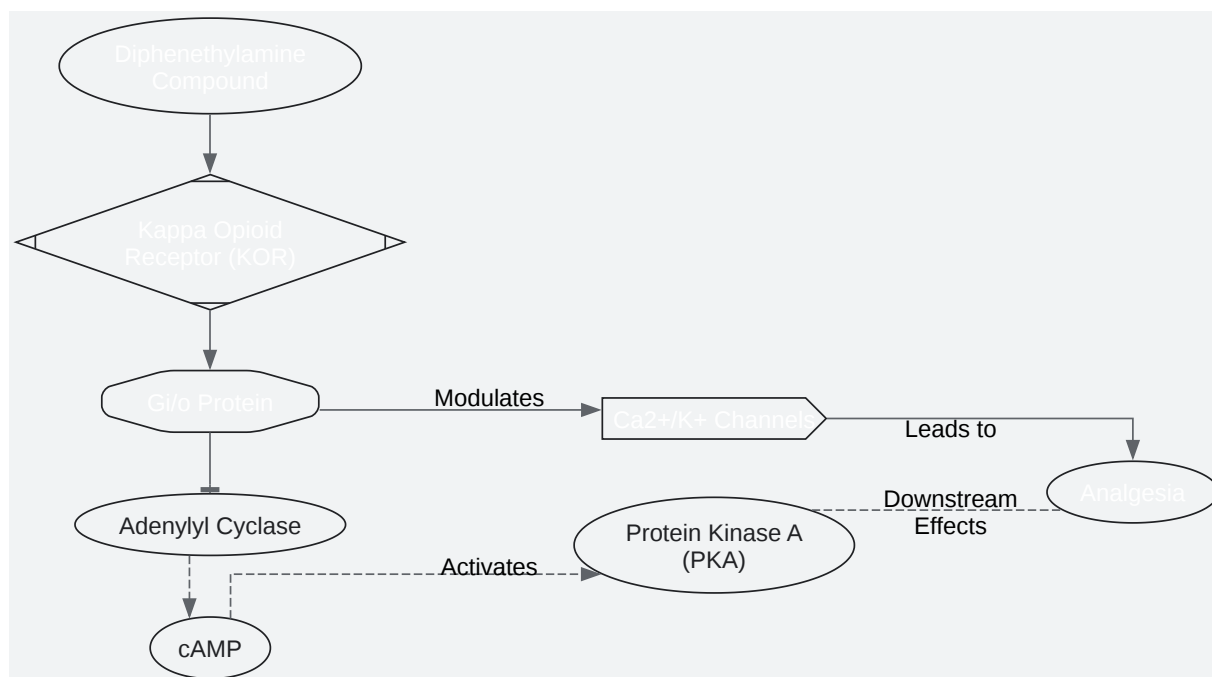 Diphenethylamine
Compound
Kappa Opioid
Receptor (KOR)
Gi/o Protein
Modulates
Ca2+/K+ Channels
Leads to
Analgesia
Adenylyl Cyclase
Protein Kinase A
(PKA)
Downstream
Effects
Activates
cAMP